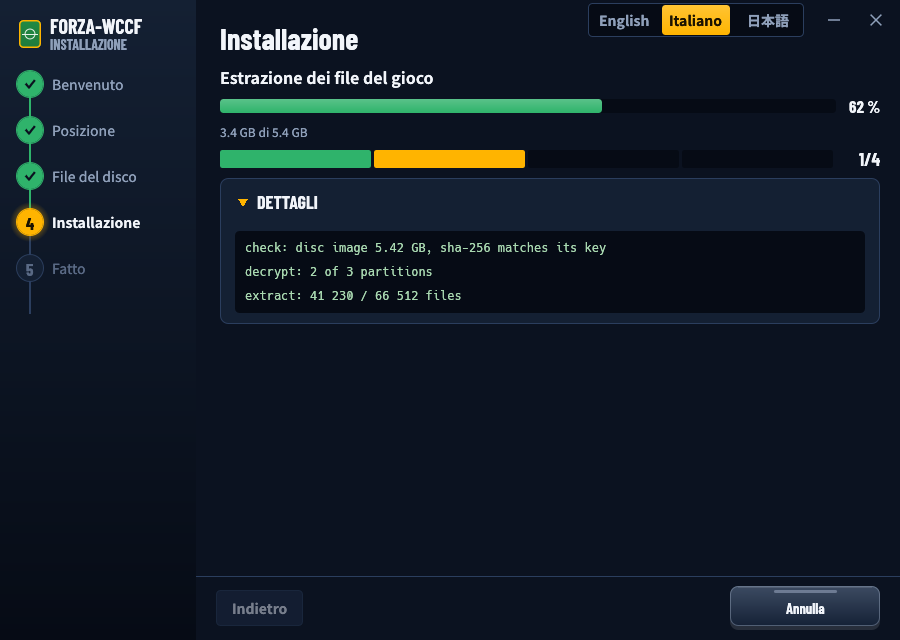 FORZA-WCCF
INSTALLAZIONE
Benvenuto
Posizione
File del disco
4 Installazione
5 Fatto
English Italiano 日本語
Installazione
Estrazione dei file del gioco
62 %
3.4 GB di 5.4 GB
1/4
DETTAGLI
check: disc image 5.42 GB, sha-256 matches its key
decrypt: 2 of 3 partitions
extract: 41 230 / 66 512 files
Indietro
Annulla